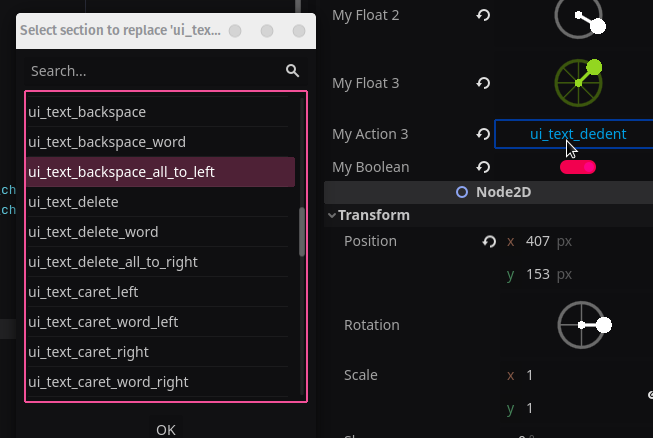 Select section to replace 'ui_tex...
Search...
ui_text_backspace
ui_text_backspace_word
ui_text_backspace_all_to_left
ui_text_delete
ui_text_delete_word
ui_text_delete_all_to_right
ui_text_caret_left
ui_text_caret_word_left
ui_text_caret_right
ui_text_caret_word_right
OK
_ch
_ch
My Float 2
My Float 3
My Action 3 ui_text_dedent
My Boolean
Node2D
Transform
Position x 407 px
y 153 px
Rotation
Scale x 1
y 1